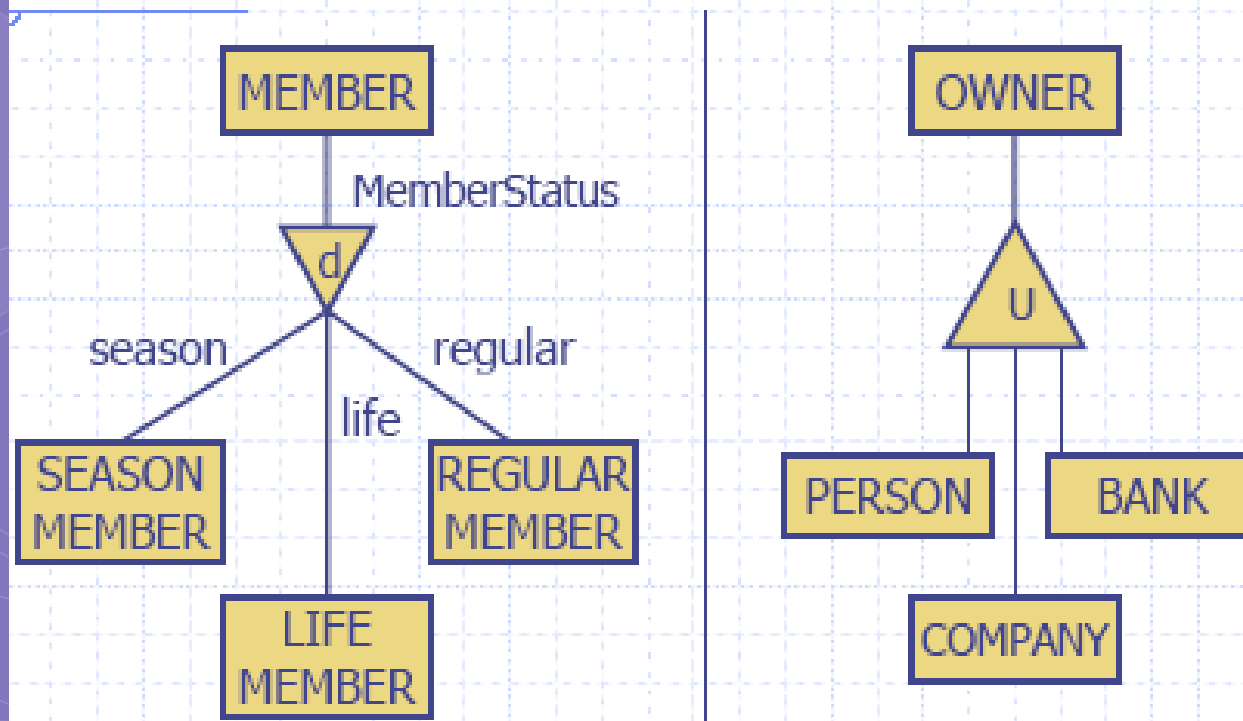 MEMBER
MemberStatus
d
season
regular
life
SEASON
MEMBER
REGULAR
MEMBER
LIFE
MEMBER
OWNER
U
PERSON
BANK
COMPANY